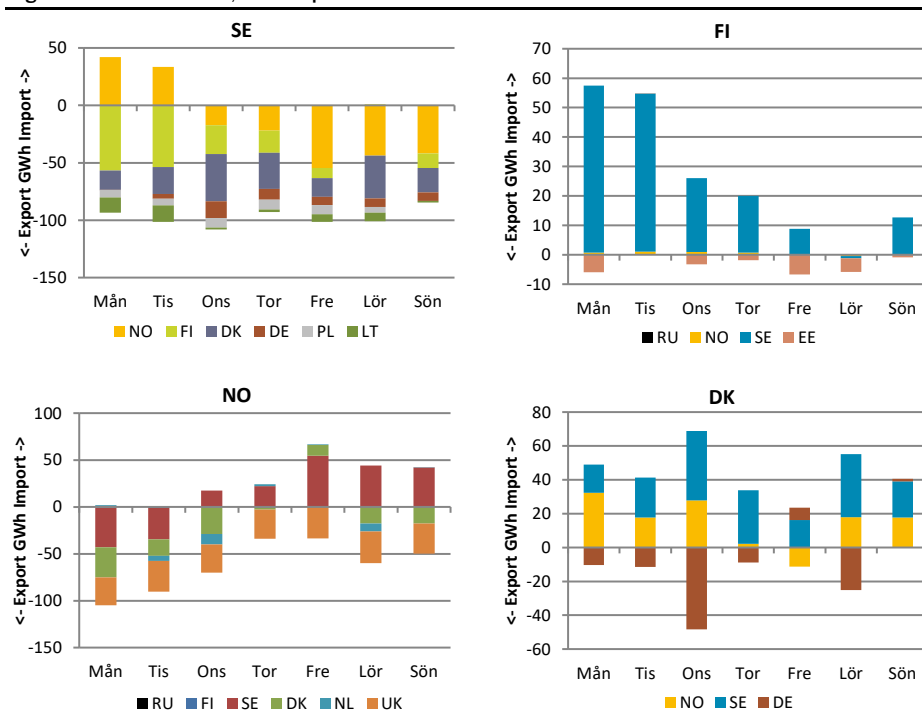 SE
<- Export GWh Import ->
50
0
-50
-100
-150
Mån Tis Ons Tor Fre Lör Sön
NO FI DK DE PL LT
FI
<- Export GWh Import ->
70
60
50
40
30
20
10
0
-10
Mån Tis Ons Tor Fre Lör Sön
RU NO SE EE
NO
<- Export GWh Import ->
100
50
0
-50
-100
-150
Mån Tis Ons Tor Fre Lör Sön
RU FI SE DK NL UK
DK
<- Export GWh Import ->
80
60
40
20
0
-20
-40
-60
Mån Tis Ons Tor Fre Lör Sön
NO SE DE